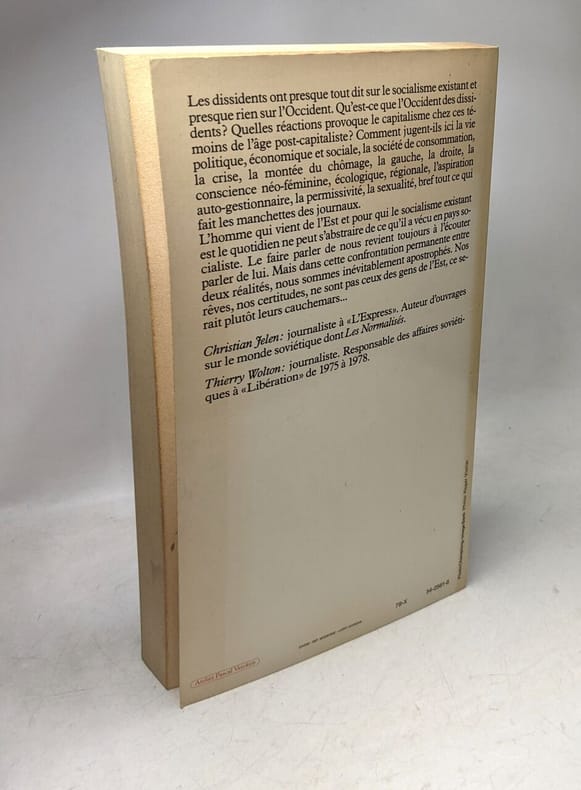 Les dissidents ont presque tout dit sur le socialisme existant et
presque rien sur l'Occident. Qu'est-ce que l'Occident des dissi-
dents? Quelles réactions provoque le capitalisme chez ces té-
moins de l'âge post-capitaliste? Comment jugent-ils ici la vie
politique, économique et sociale, la société de consommation,
la crise, la montée du chômage, la gauche, la droite, la
conscience néo-féminine, écologique, régionale, l'aspiration
auto-gestionnaire, la permissivité, la sexualité, bref tout ce qui
fait les manchettes des journaux.
L'homme qui vient de l'Est et pour qui le socialisme existant
est le quotidien ne peut s'abstraire de ce qu'il a vécu en pays so-
cialiste. Le faire parler de nous revient toujours à l'écouter
parler de lui. Mais dans cette confrontation permanente entre
deux réalités, nous sommes inévitablement apostrophés. Nos
rêves, nos certitudes, ne sont pas ceux des gens de l'Est, ce se-
rait plutôt leurs cauchemars...
Christian Jelen: journaliste à «L'Express». Auteur d'ouvrages
sur le monde soviétique dont Les Normalisés.
Thierry Wolton: journaliste. Responsable des affaires soviéti-
ques à «Libération» de 1975 à 1978.
79-X
Atelier Pascal Vercken